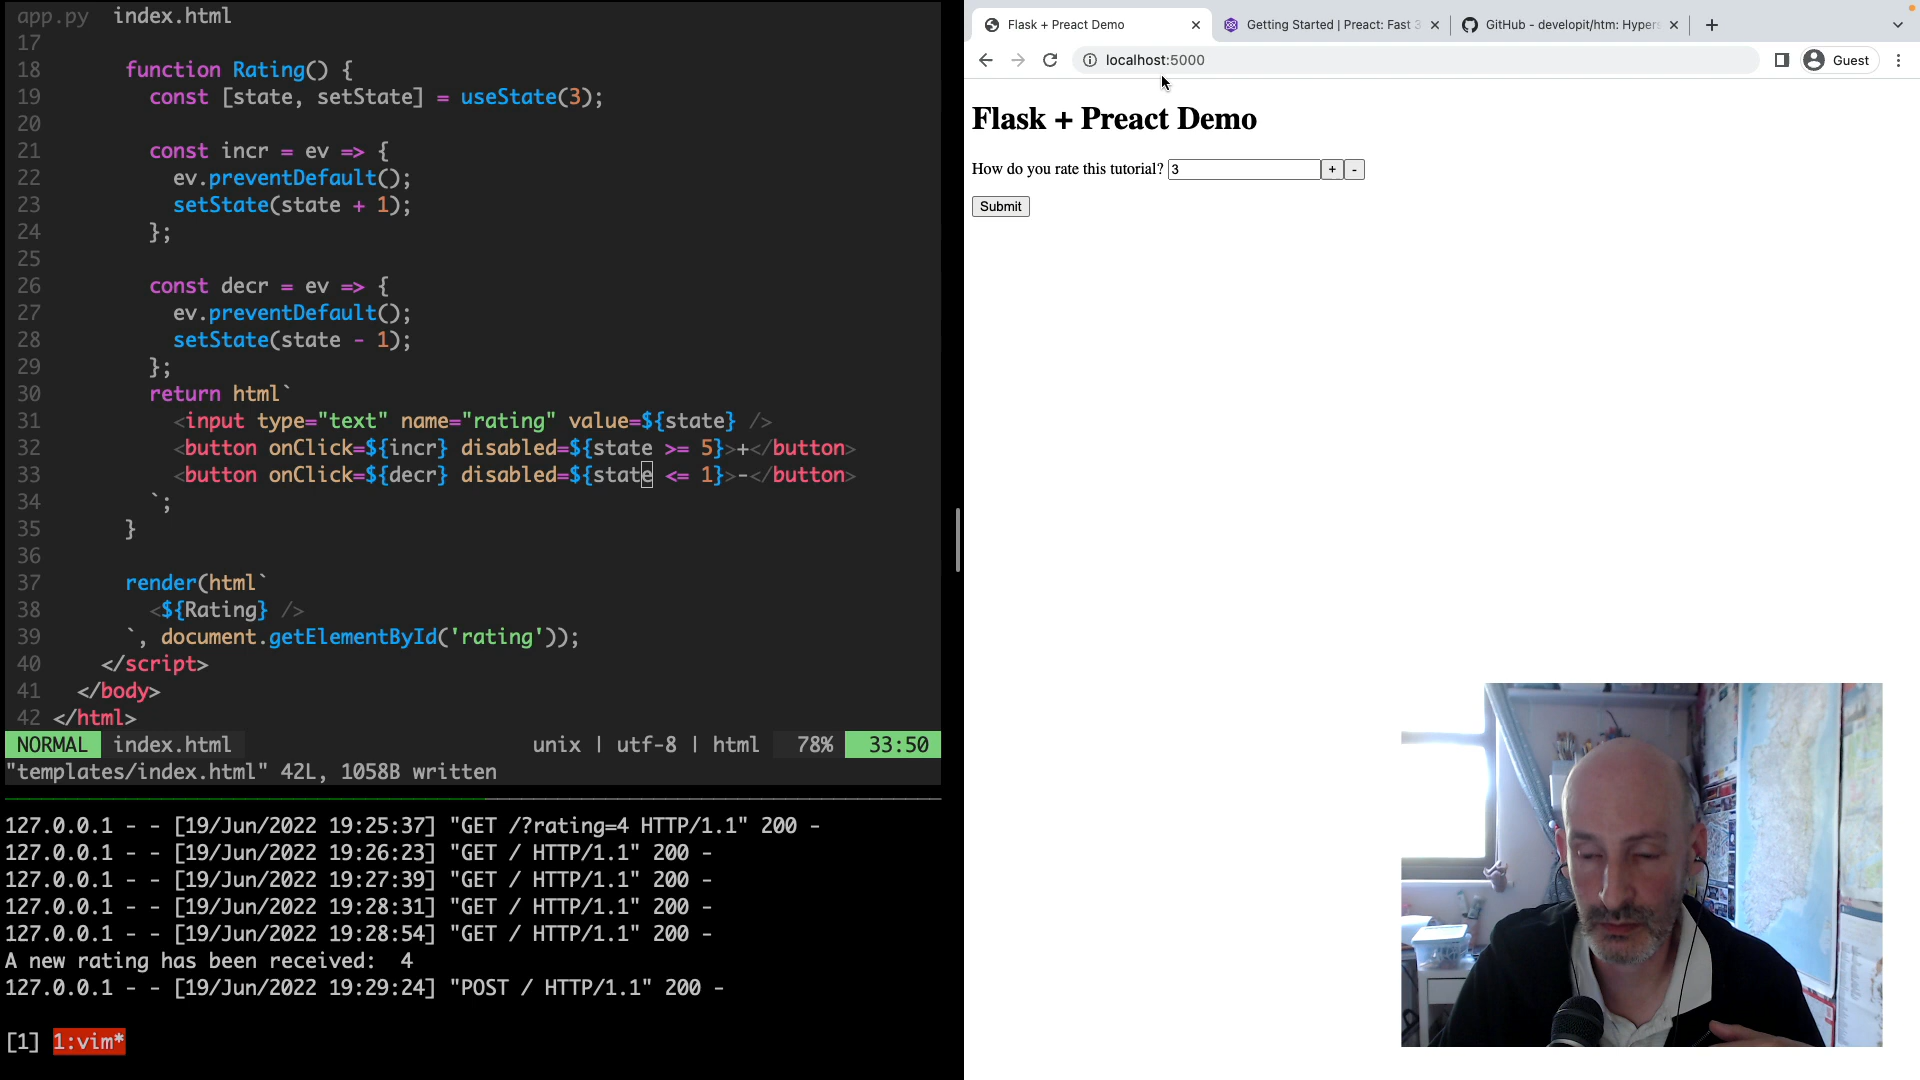 app.py index.html
17
18 function Rating() {
19 const [state, setState] = useState(3);
20
21 const incr = ev => {
22 ev.preventDefault();
23 setState(state + 1);
24 };
25
26 const decr = ev => {
27 ev.preventDefault();
28 setState(state - 1);
29 };
30 return html`
31 <input type="text" name="rating" value=${state} />
32 <button onClick=${incr} disabled=${state >= 5}>+</button>
33 <button onClick=${decr} disabled=${state <= 1}>-</button>
34 `;
35 }
36
37 render(html`
38 <${Rating} />
39 `, document.getElementById('rating'));
40 </script>
41 </body>
42 </html>
NORMAL index.html unix | utf-8 | html 78% 33:50
"templates/index.html" 42L, 1058B written
127.0.0.1 - - [19/Jun/2022 19:25:37] "GET /?rating=4 HTTP/1.1" 200 -
127.0.0.1 - - [19/Jun/2022 19:26:23] "GET / HTTP/1.1" 200 -
127.0.0.1 - - [19/Jun/2022 19:27:39] "GET / HTTP/1.1" 200 -
127.0.0.1 - - [19/Jun/2022 19:28:31] "GET / HTTP/1.1" 200 -
127.0.0.1 - - [19/Jun/2022 19:28:54] "GET / HTTP/1.1" 200 -
A new rating has been received: 4
127.0.0.1 - - [19/Jun/2022 19:29:24] "POST / HTTP/1.1" 200 -
[1] 1:vim*
Flask + Preact Demo
Getting Started | Preact: Fast 3
GitHub - developit/htm: Hypers
localhost:5000
Guest
Flask + Preact Demo
How do you rate this tutorial? 3 + -
Submit